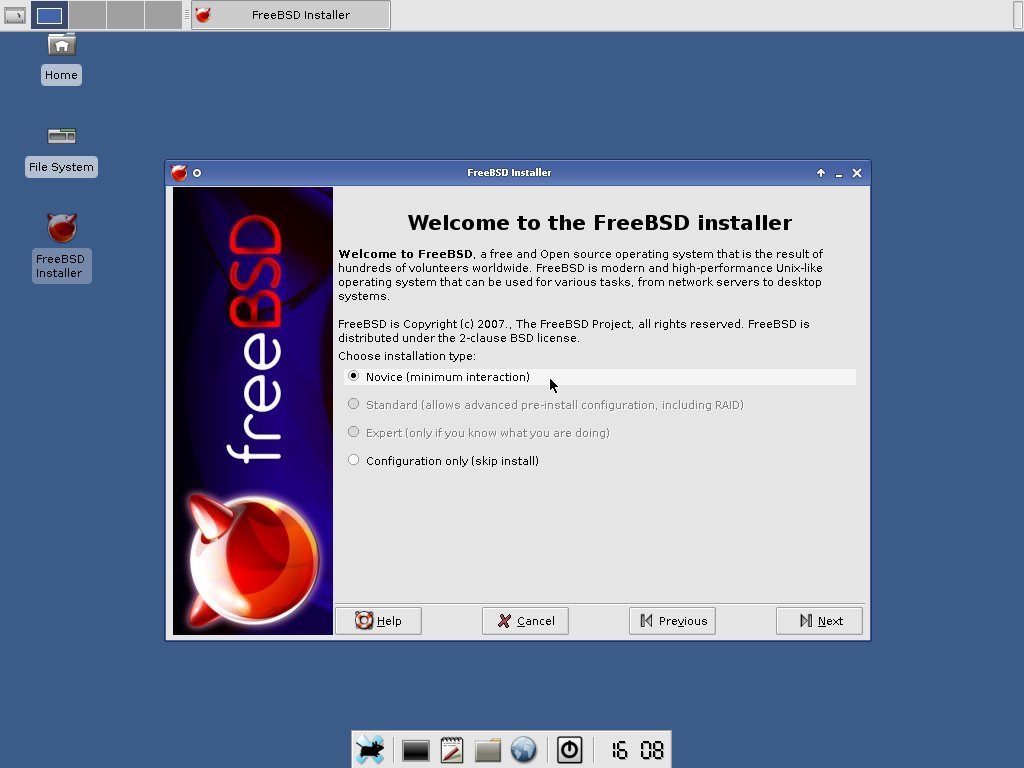 FreeBSD Installer
Home
File System
FreeBSD
Installer
FreeBSD Installer
freeBSD
Welcome to the FreeBSD installer
Welcome to FreeBSD, a free and Open source operating system that is the result of
hundreds of volunteers worldwide. FreeBSD is modern and high-performance Unix-like
operating system that can be used for various tasks, from network servers to desktop
systems.
FreeBSD is Copyright (c) 2007., The FreeBSD Project, all rights reserved. FreeBSD is
distributed under the 2-clause BSD license.
Choose installation type:
Novice (minimum interaction)
Standard (allows advanced pre-install configuration, including RAID)
Expert (only if you know what you are doing)
Configuration only (skip install)
Help Cancel Previous Next
16 08